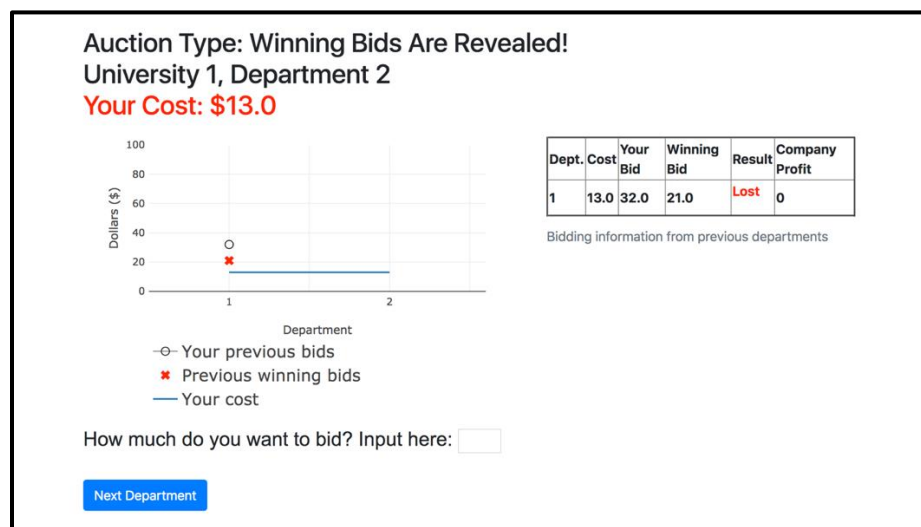 Auction Type: Winning Bids Are Revealed!
University 1, Department 2
Your Cost: $13.0
100
80
60
40
20
0
Dollars ($)
1
2
Department
Your previous bids
Previous winning bids
Your cost
Dept. Cost Your Bid Winning Bid Result Company Profit
1 13.0 32.0 21.0 Lost 0
Bidding information from previous departments
How much do you want to bid? Input here:
Next Department